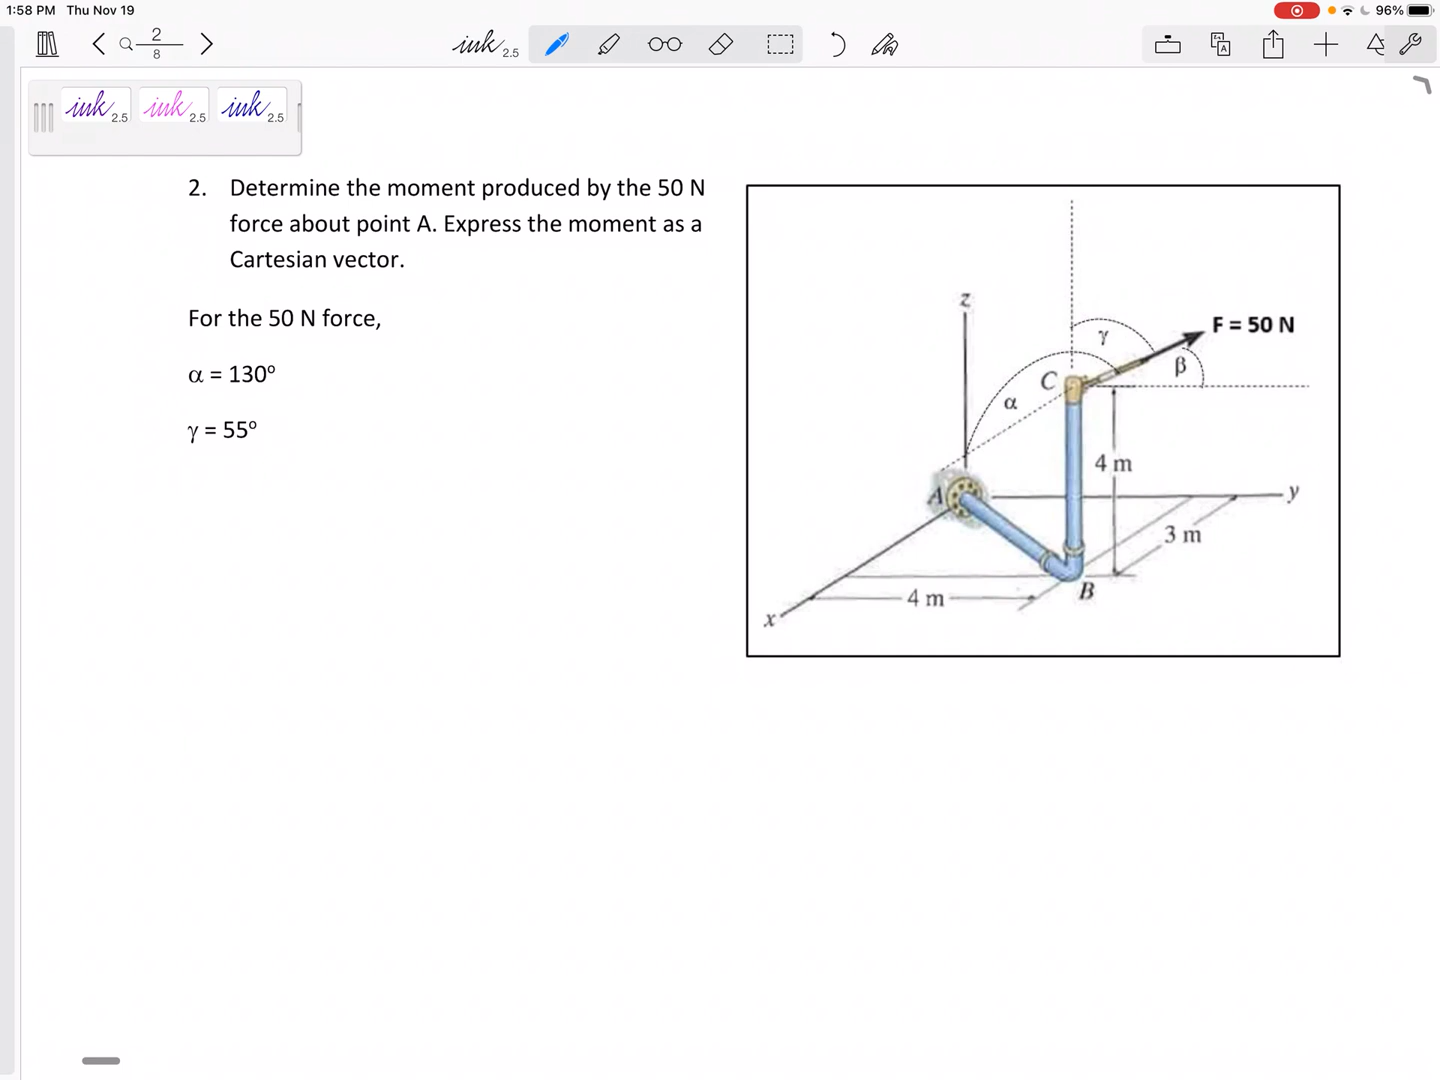 1:58 PM Thu Nov 19
96%
2
8
ink 2.5
ink 2.5
ink 2.5
ink 2.5
2. Determine the moment produced by the 50 N
force about point A. Express the moment as a
Cartesian vector.
For the 50 N force,
α = 130º
γ = 55º
z
F = 50 N
γ
β
C
α
4 m
A
y
3 m
B
4 m
x